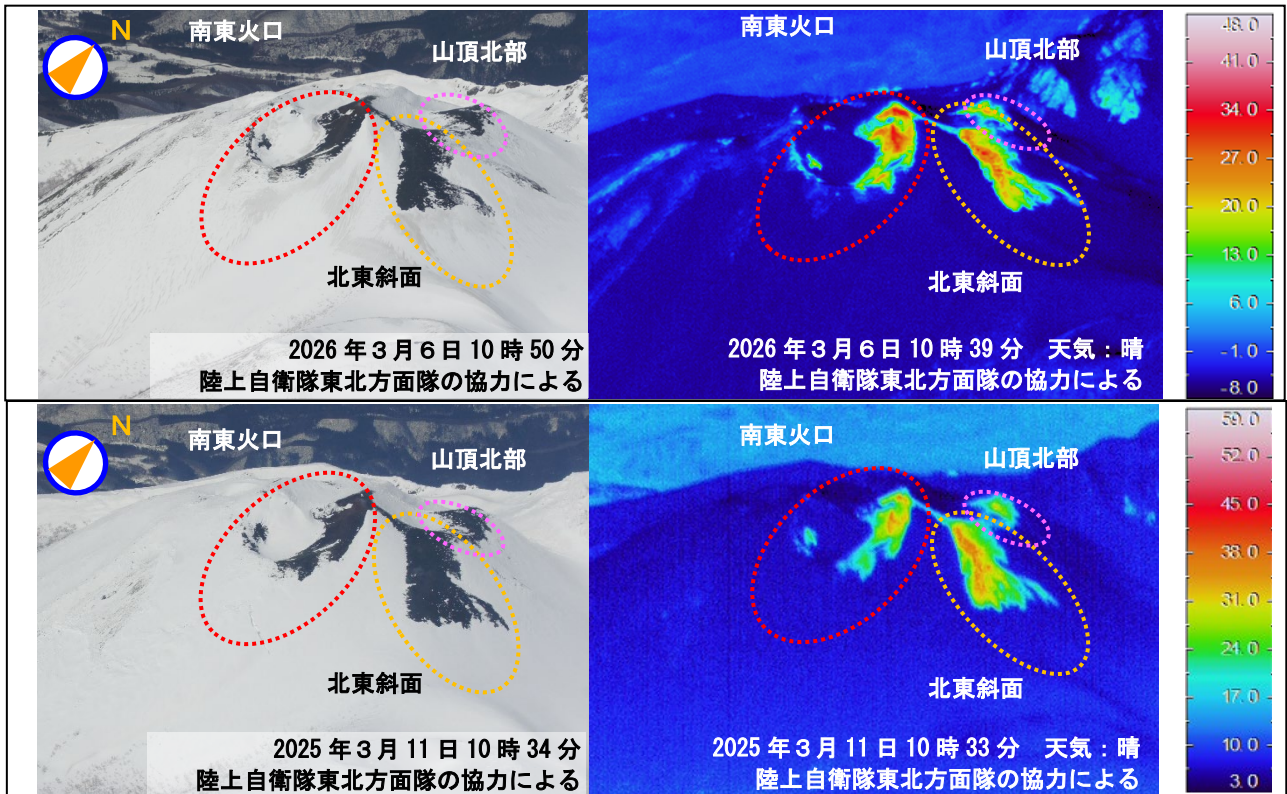 N
南東火口
山頂北部
北東斜面
2026年3月6日10時50分
陸上自衛隊東北方面隊の協力による
南東火口
山頂北部
北東斜面
2026年3月6日10時39分 天気:晴
陸上自衛隊東北方面隊の協力による
48.0
41.0
34.0
27.0
20.0
13.0
6.0
-1.0
-8.0
N
南東火口
山頂北部
北東斜面
2025年3月11日10時34分
陸上自衛隊東北方面隊の協力による
南東火口
山頂北部
北東斜面
2025年3月11日10時33分 天気:晴
陸上自衛隊東北方面隊の協力による
59.0
52.0
45.0
38.0
31.0
24.0
17.0
10.0
3.0